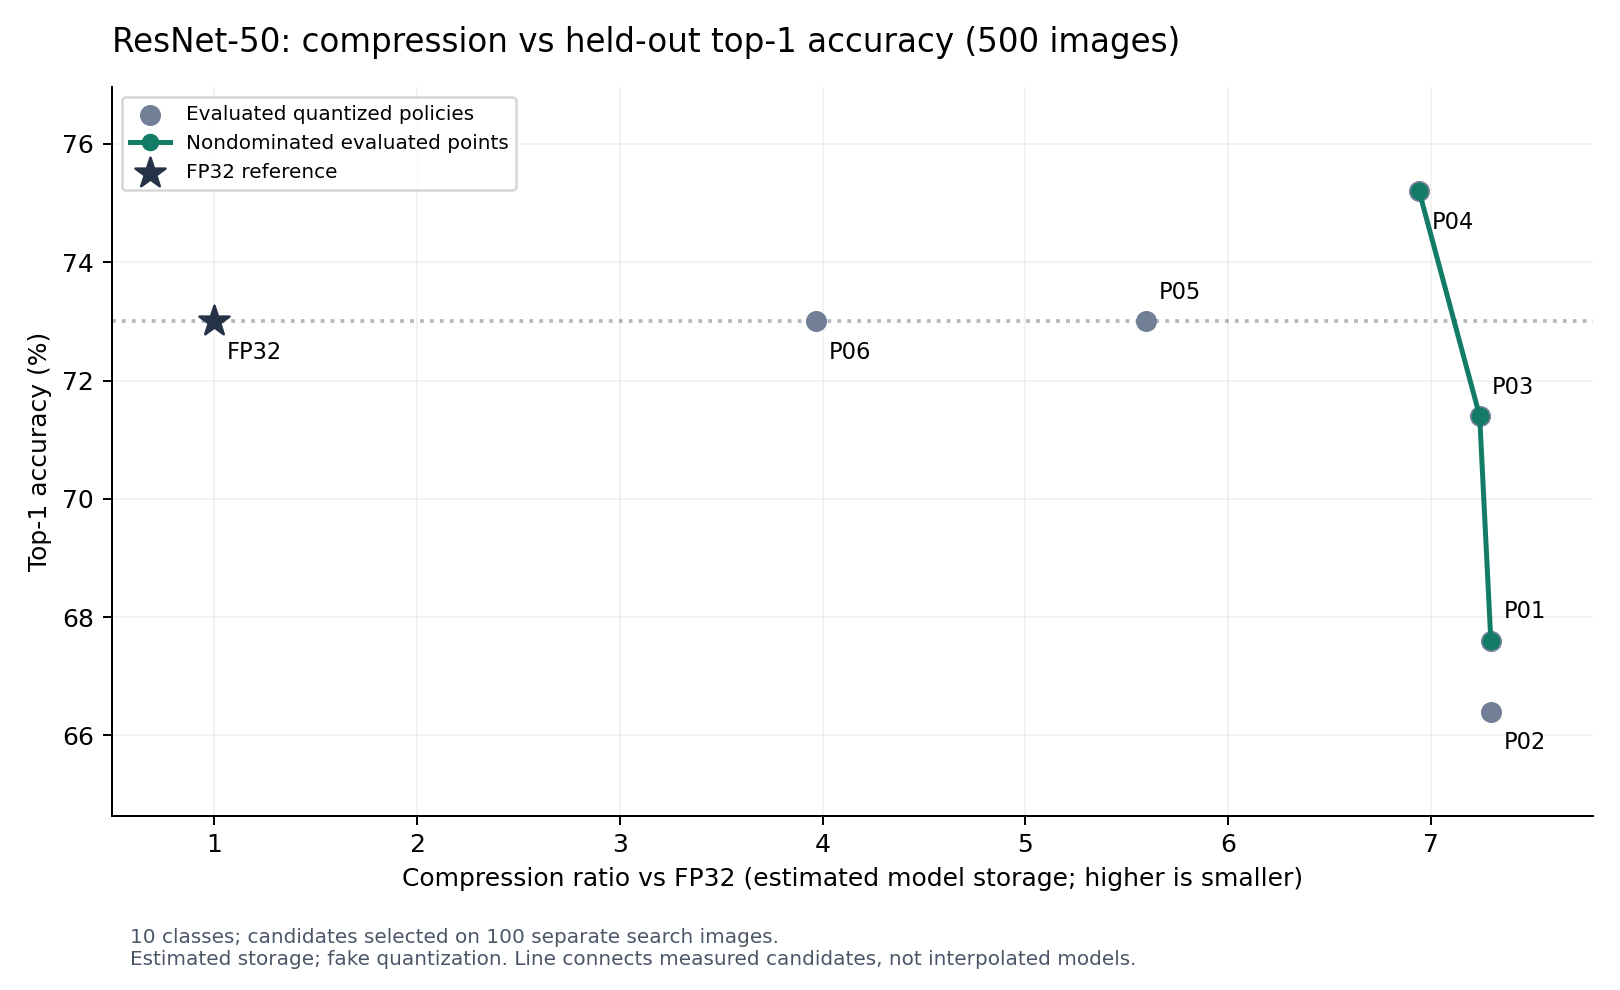 ResNet-50: compression vs held-out top-1 accuracy (500 images)
Evaluated quantized policies
Nondominated evaluated points
FP32 reference
76
74
72
70
68
66
Top-1 accuracy (%)
P04
P05
FP32
P06
P03
P01
P02
1 2 3 4 5 6 7
Compression ratio vs FP32 (estimated model storage; higher is smaller)
10 classes; candidates selected on 100 separate search images.
Estimated storage; fake quantization. Line connects measured candidates, not interpolated models.